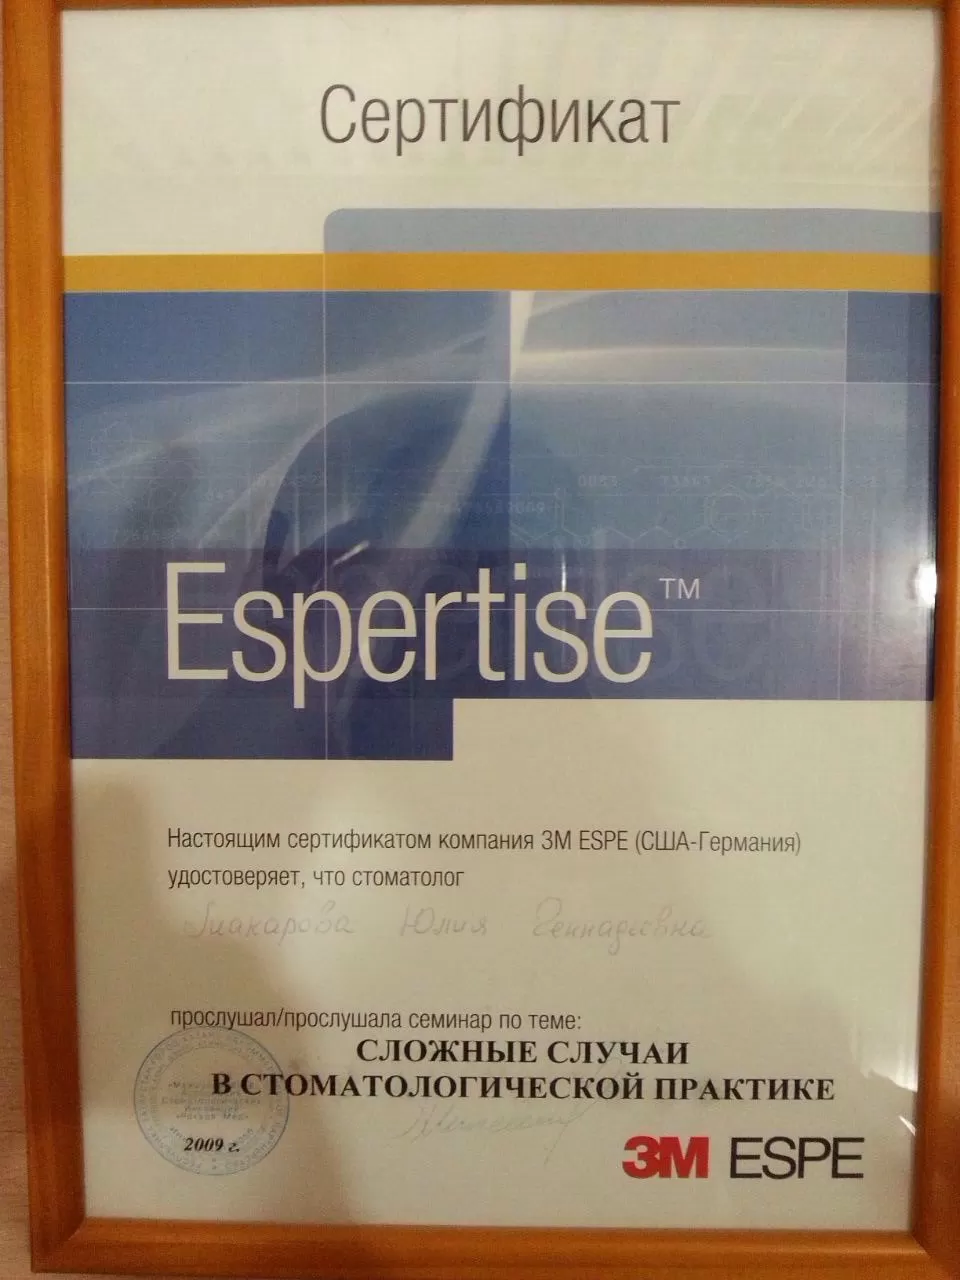 Сертификат
Espertise™
Настоящим сертификатом компания 3M ESPE (США-Германия)
удостоверяет, что стоматолог
Макарова Юлия Геннадьевна
прослушал/прослушала семинар по теме:
СЛОЖНЫЕ СЛУЧАИ
В СТОМАТОЛОГИЧЕСКОЙ ПРАКТИКЕ
2009 г.
3M ESPE